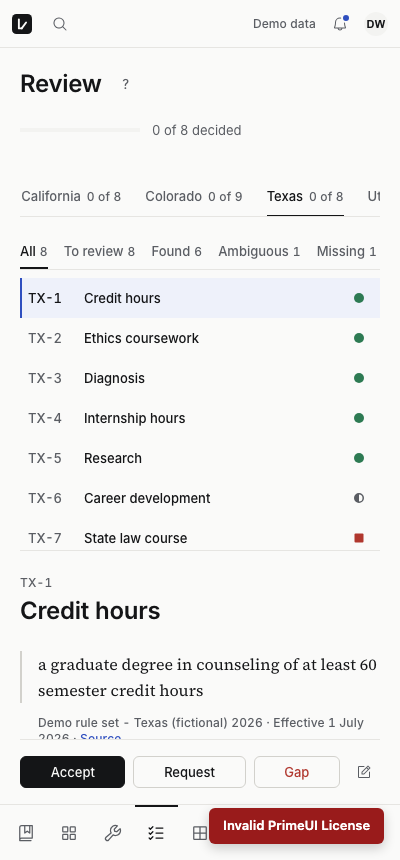 Demo data
DW
Review ?
0 of 8 decided
California 0 of 8 Colorado 0 of 9 Texas 0 of 8 Ut
All 8 To review 8 Found 6 Ambiguous 1 Missing 1
TX-1 Credit hours
TX-2 Ethics coursework
TX-3 Diagnosis
TX-4 Internship hours
TX-5 Research
TX-6 Career development
TX-7 State law course
TX-1
Credit hours
a graduate degree in counseling of at least 60
semester credit hours
Demo rule set - Texas (fictional) 2026 · Effective 1 July
2026 · Source
Accept Request Gap
Invalid PrimeUI License